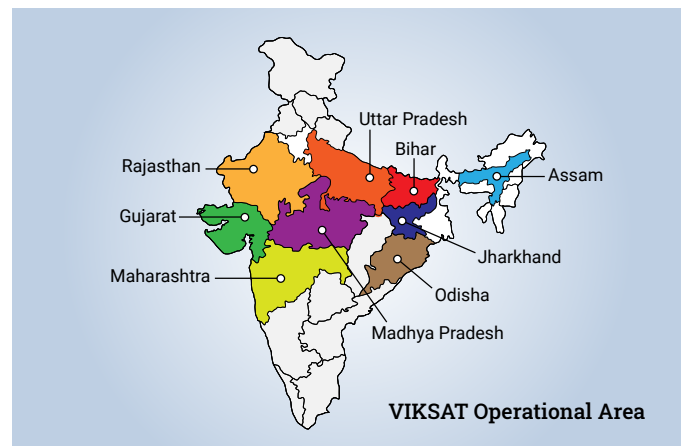 Uttar Pradesh
Bihar
Rajasthan
Assam
Gujarat
Jharkhand
Maharashtra
Odisha
Madhya Pradesh
VIKSAT Operational Area